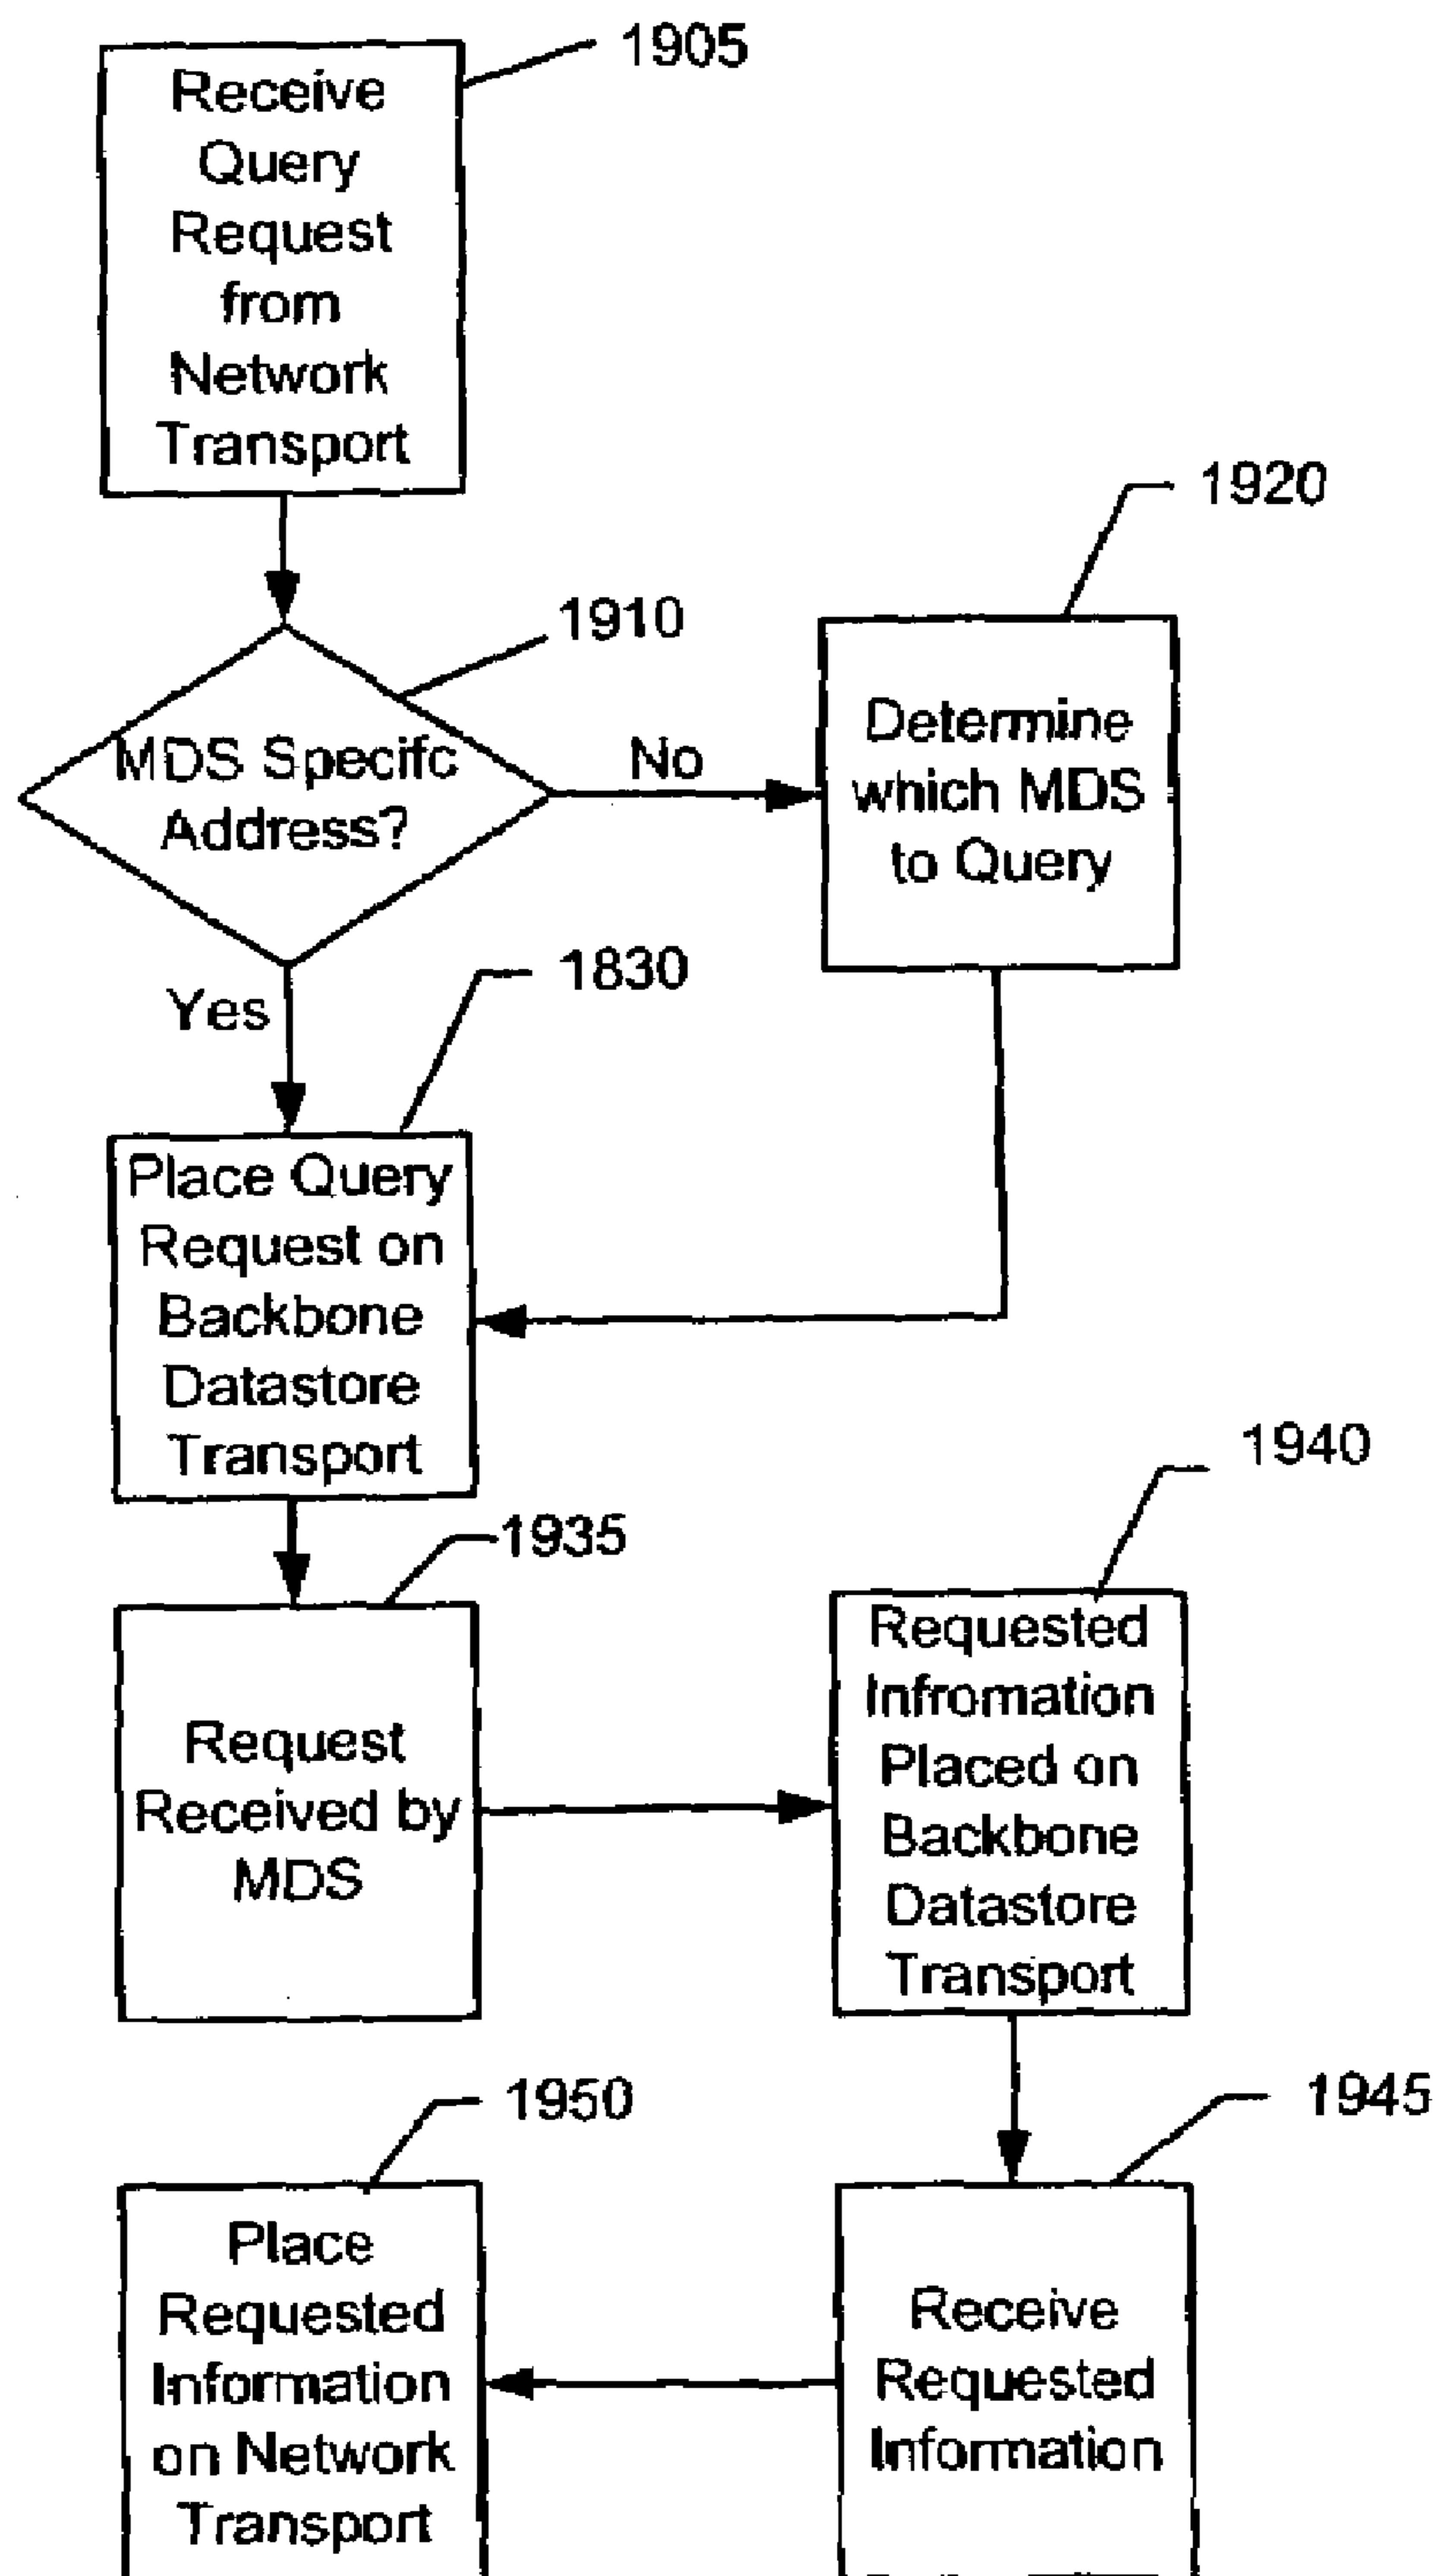 1905
Receive
Query
Request
from
Network
Transport
1910
MDS Specifc
Address?
No
1920
Determine
which MDS
to Query
Yes
1830
Place Query
Request on
Backbone
Datastore
Transport
1935
Request
Received by
MDS
1940
Requested
Infromation
Placed on
Backbone
Datastore
Transport
1945
Receive
Requested
Information
1950
Place
Requested
Information
on Network
Transport